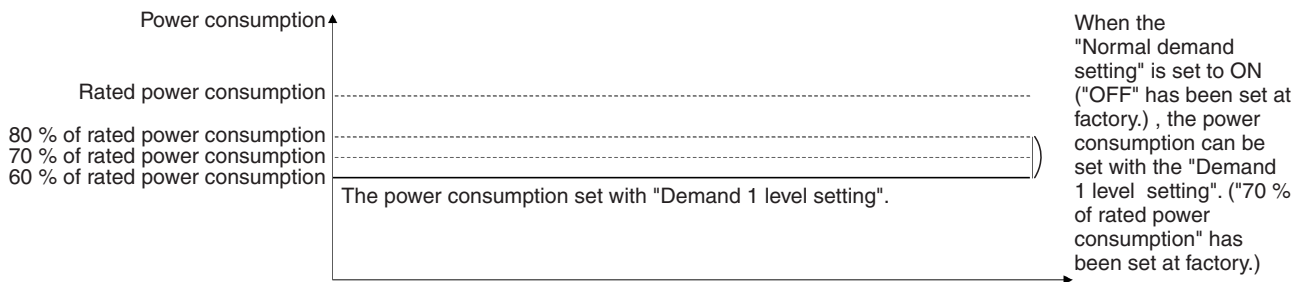 Power consumption
Rated power consumption
80 % of rated power consumption
70 % of rated power consumption
60 % of rated power consumption
The power consumption set with "Demand 1 level setting".
When the
"Normal demand
setting" is set to ON
("OFF" has been set at
factory.) , the power
consumption can be
set with the "Demand
1 level setting". ("70 %
of rated power
consumption" has
been set at factory.)